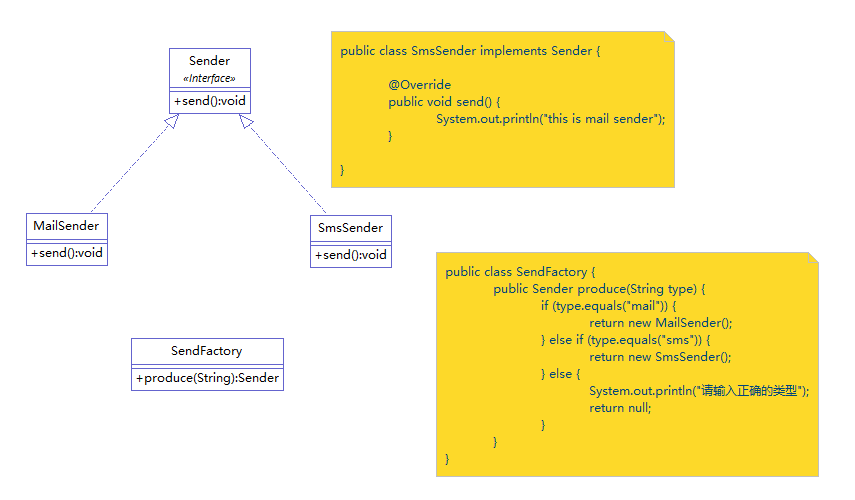 Sender
«Interface»
+send():void
public class SmsSender implements Sender {
@Override
public void send() {
System.out.println("this is mail sender");
}
}
MailSender
+send():void
SmsSender
+send():void
SendFactory
+produce(String):Sender
public class SendFactory {
public Sender produce(String type) {
if (type.equals("mail")) {
return new MailSender();
} else if (type.equals("sms")) {
return new SmsSender();
} else {
System.out.println("请输入正确的类型");
return null;
}
}
}